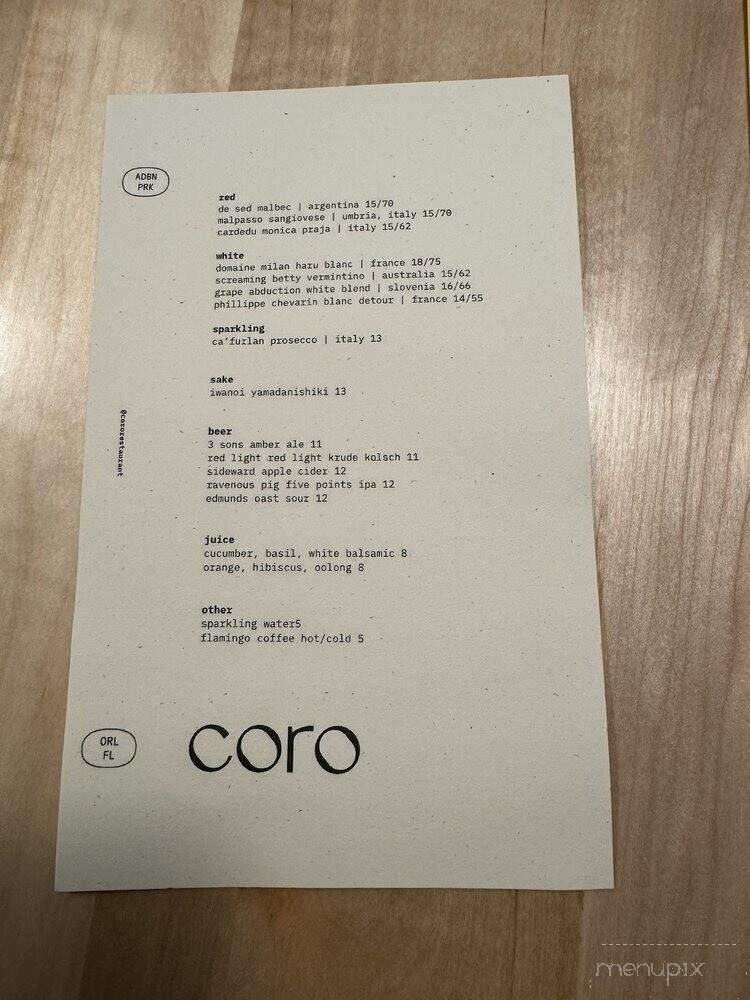 ADBN
PRK
red
de sed malbec | argentina 15/70
malpasso sangiovese | umbria, italy 15/70
cardedu monica praja | italy 15/62
white
domaine milan haru blanc | france 18/75
screaming betty vermintino | australia 15/62
grape abduction white blend | slovenia 16/66
phillippe chevarin blanc detour | france 14/55
sparkling
ca'furlan prosecco | italy 13
sake
iwanoi yamadanishiki 13
@cororestaurant
beer
3 sons amber ale 11
red light red light krude kolsch 11
sideward apple cider 12
ravenous pig five points ipa 12
edmunds oast sour 12
juice
cucumber, basil, white balsamic 8
orange, hibiscus, oolong 8
other
sparkling water5
flamingo coffee hot/cold 5
ORL
FL
coro
menupix